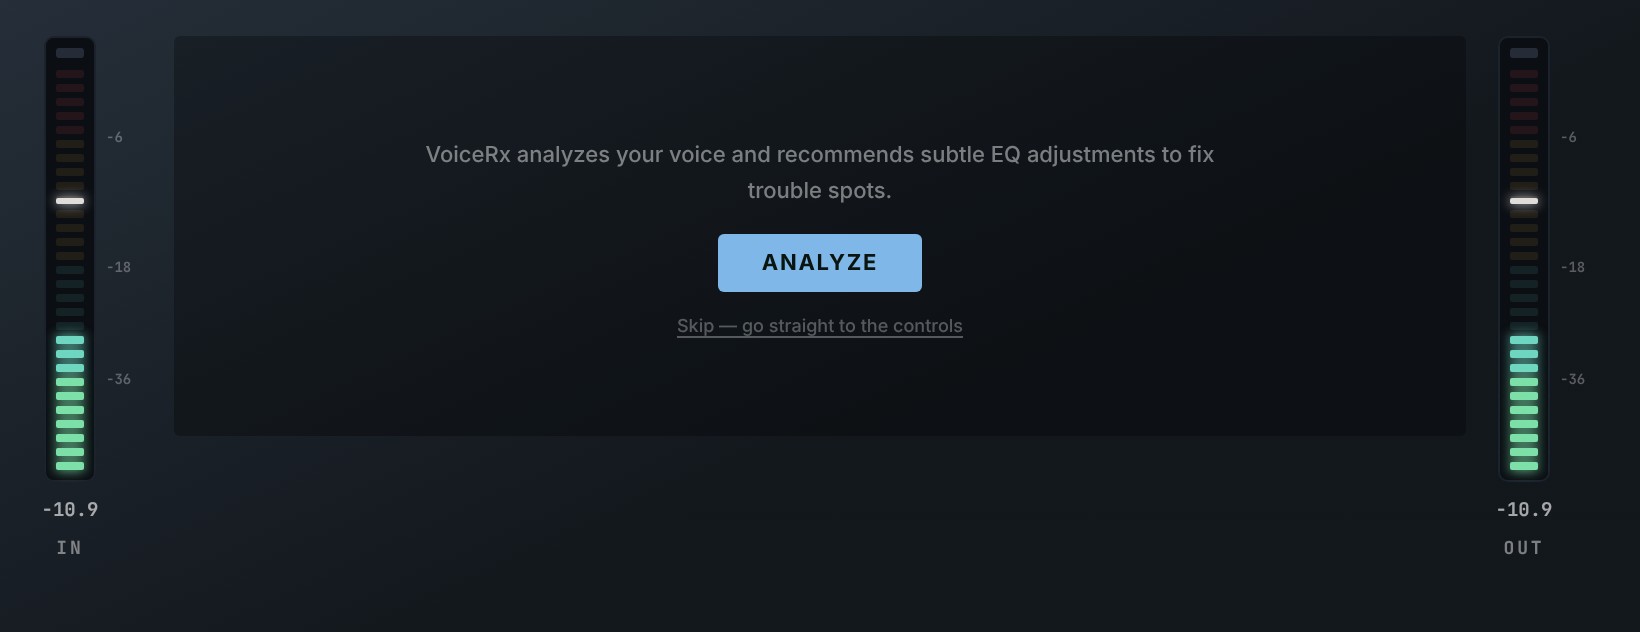 -6
-18
-36
-10.9
IN
VoiceRx analyzes your voice and recommends subtle EQ adjustments to fix
trouble spots.
ANALYZE
Skip — go straight to the controls
-6
-18
-36
-10.9
OUT